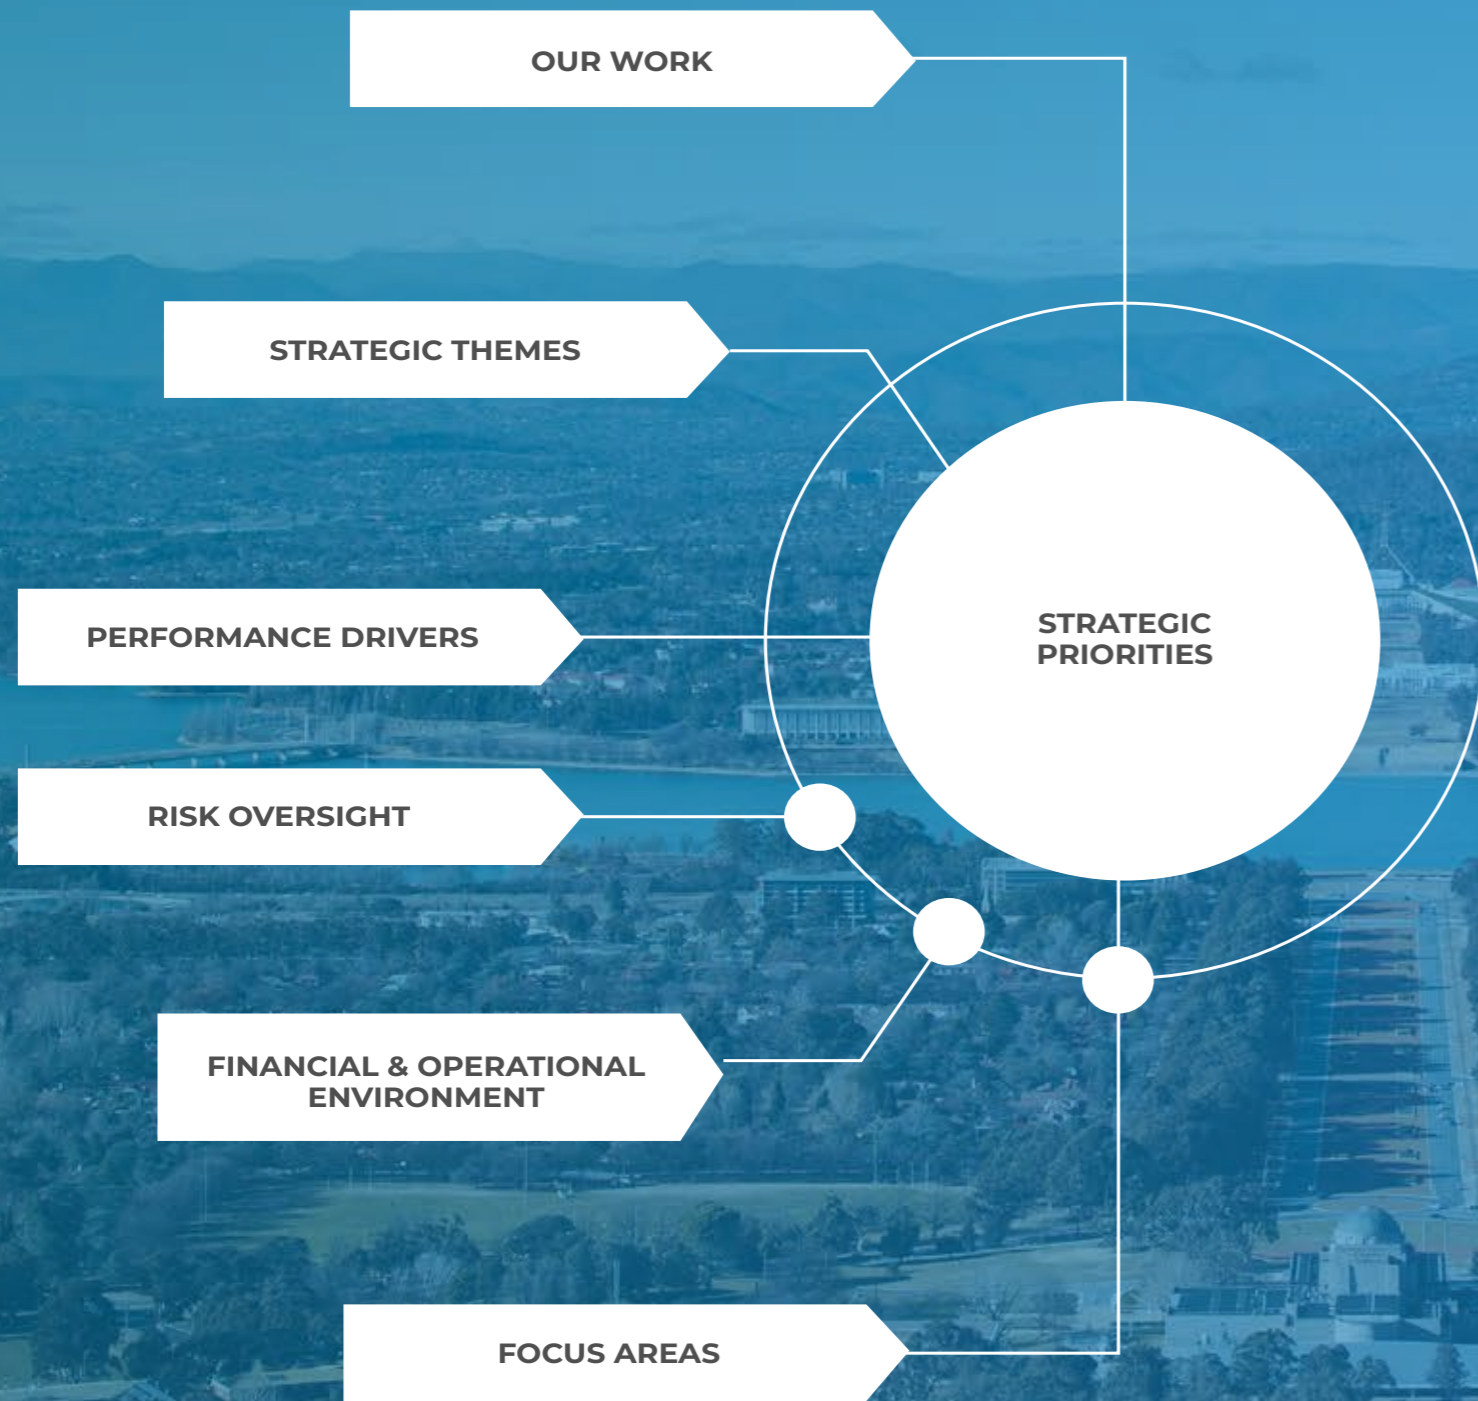 OUR WORK
STRATEGIC THEMES
STRATEGIC
PRIORITIES
PERFORMANCE DRIVERS
RISK OVERSIGHT
FINANCIAL & OPERATIONAL
ENVIRONMENT
FOCUS AREAS